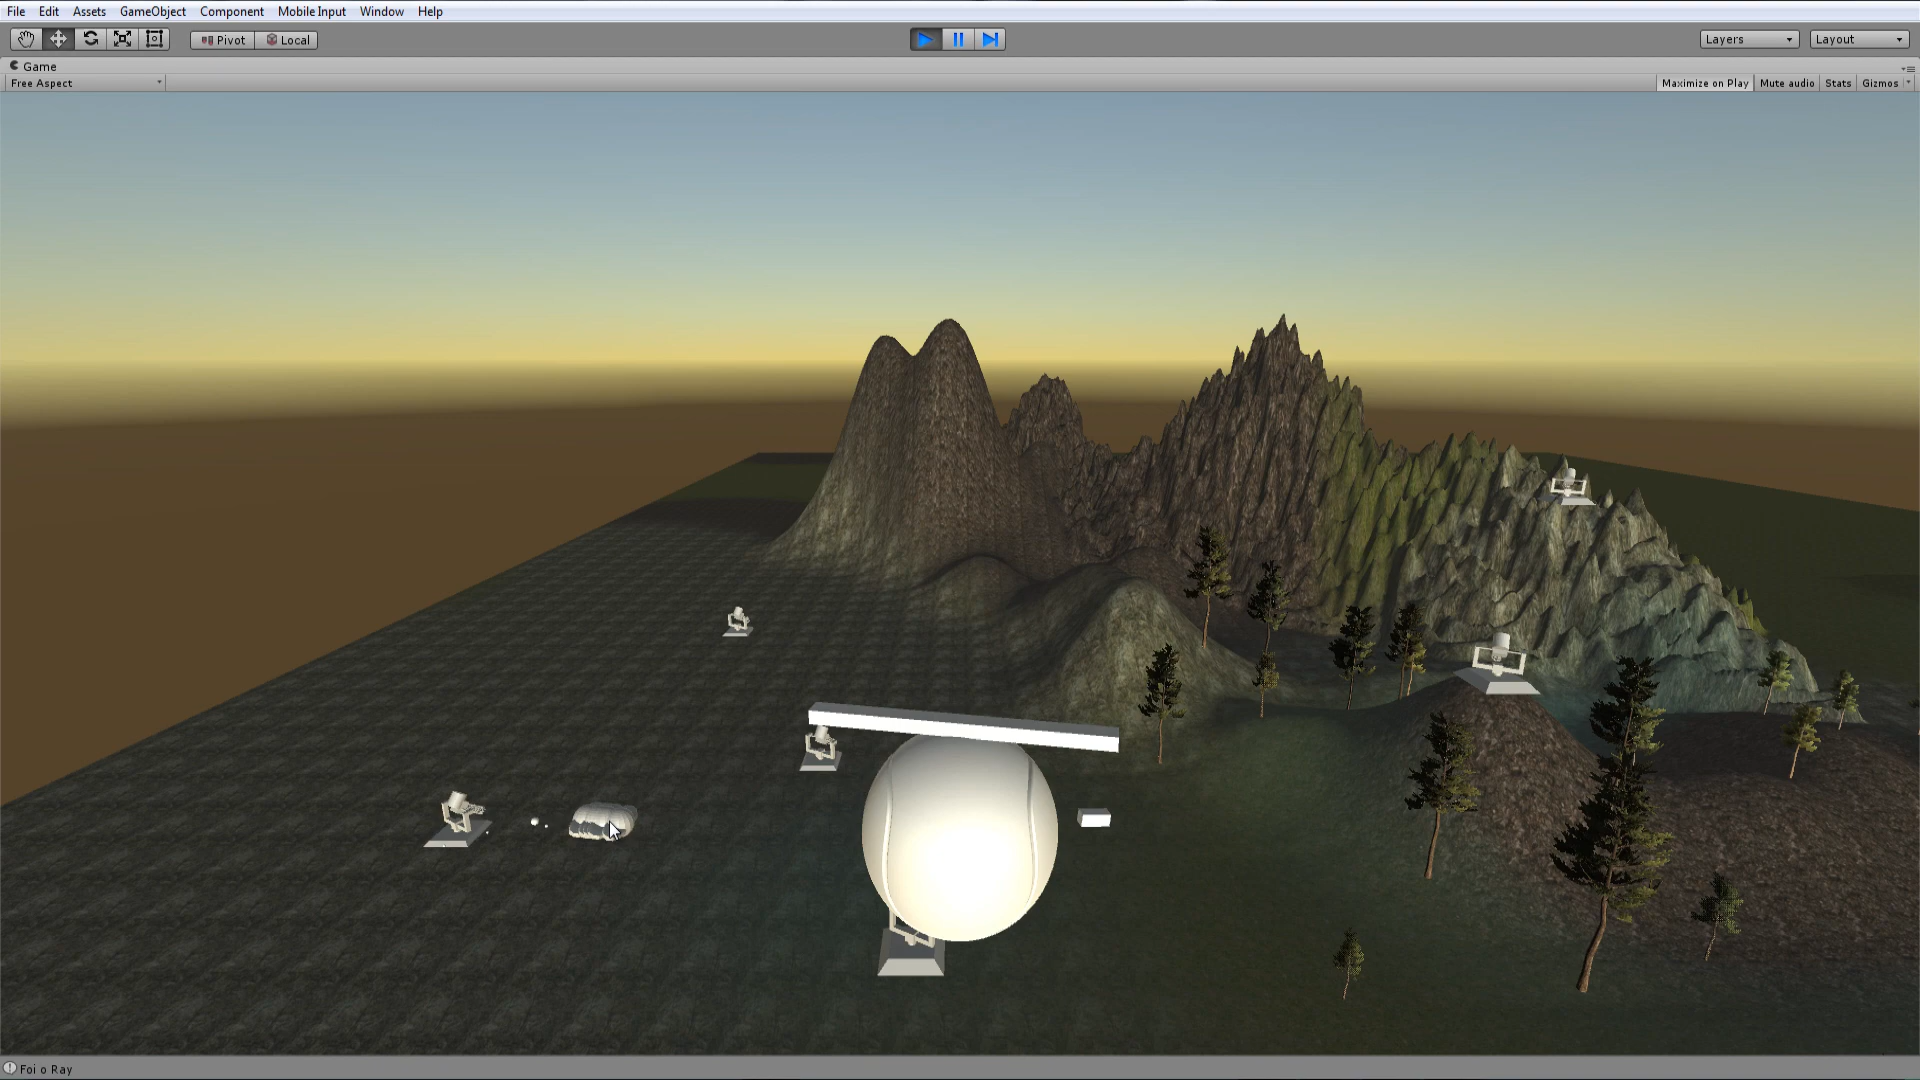 File Edit Assets GameObject Component Mobile Input Window Help
Pivot Local Layers Layout
Game
Free Aspect Maximize on Play Mute audio Stats Gizmos
Foi o Ray